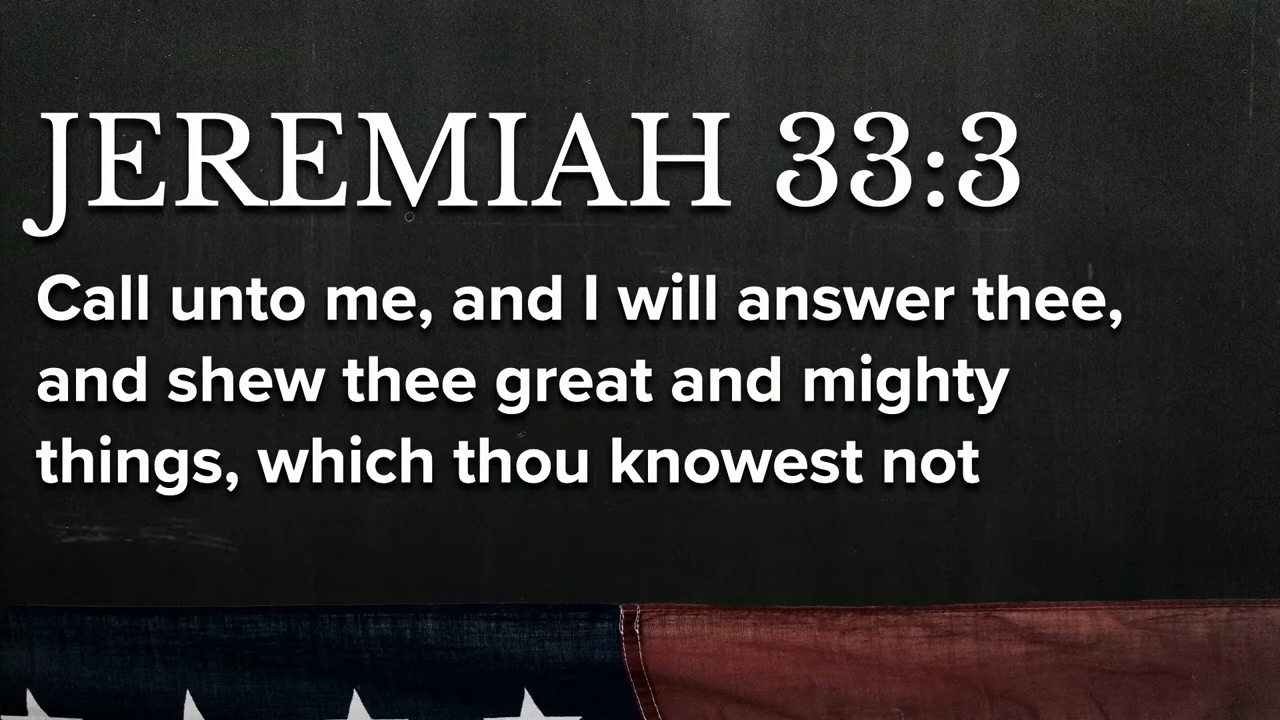 JEREMIAH 33:3
Call unto me, and I will answer thee,
and shew thee great and mighty
things, which thou knowest not